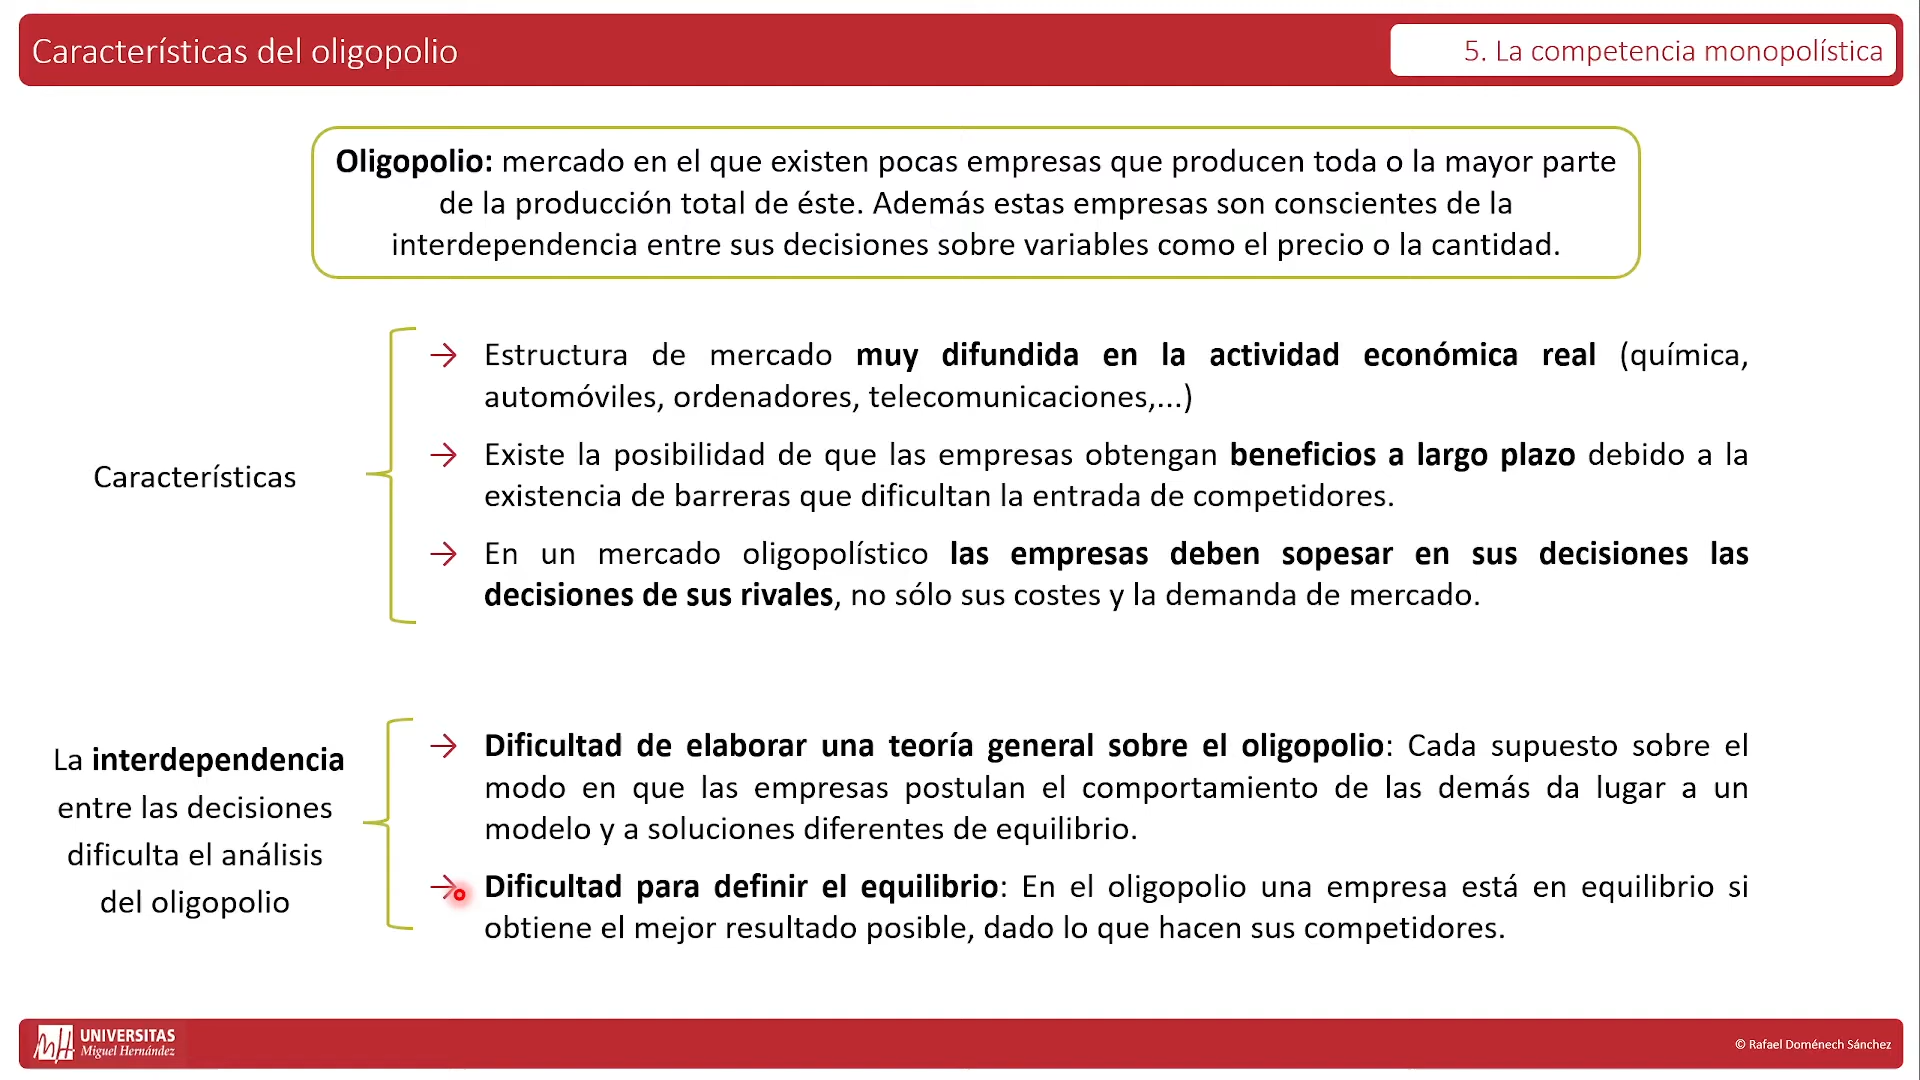 Características del oligopolio
5. La competencia monopolística
Oligopolio: mercado en el que existen pocas empresas que producen toda o la mayor parte
de la producción total de éste. Además estas empresas son conscientes de la
interdependencia entre sus decisiones sobre variables como el precio o la cantidad.
Características
→ Estructura de mercado muy difundida en la actividad económica real (química,
automóviles, ordenadores, telecomunicaciones,...)
→ Existe la posibilidad de que las empresas obtengan beneficios a largo plazo debido a la
existencia de barreras que dificultan la entrada de competidores.
→ En un mercado oligopolístico las empresas deben sopesar en sus decisiones las
decisiones de sus rivales, no sólo sus costes y la demanda de mercado.
La interdependencia
entre las decisiones
dificulta el análisis
del oligopolio
→ Dificultad de elaborar una teoría general sobre el oligopolio: Cada supuesto sobre el
modo en que las empresas postulan el comportamiento de las demás da lugar a un
modelo y a soluciones diferentes de equilibrio.
→ Dificultad para definir el equilibrio: En el oligopolio una empresa está en equilibrio si
obtiene el mejor resultado posible, dado lo que hacen sus competidores.
UNIVERSITAS
Miguel Hernández
© Rafael Doménech Sánchez